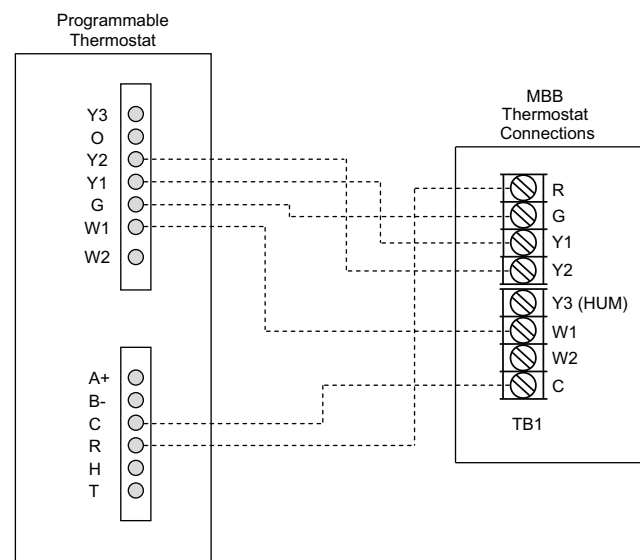 Programmable
Thermostat
Y3
O
Y2
Y1
G
W1
W2
A+
B-
C
R
H
T
MBB
Thermostat
Connections
R
G
Y1
Y2
Y3 (HUM)
W1
W2
C
TB1